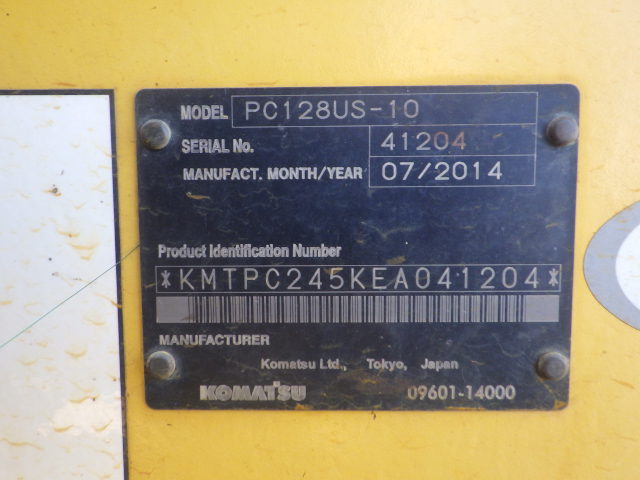 MODEL PC128US-10
SERIAL No. 41204
MANUFACT. MONTH/YEAR 07/2014
Product Identification Number
*KMTPC245KEA041204*
MANUFACTURER
Komatsu Ltd., Tokyo, Japan
KOMATSU 09601-14000